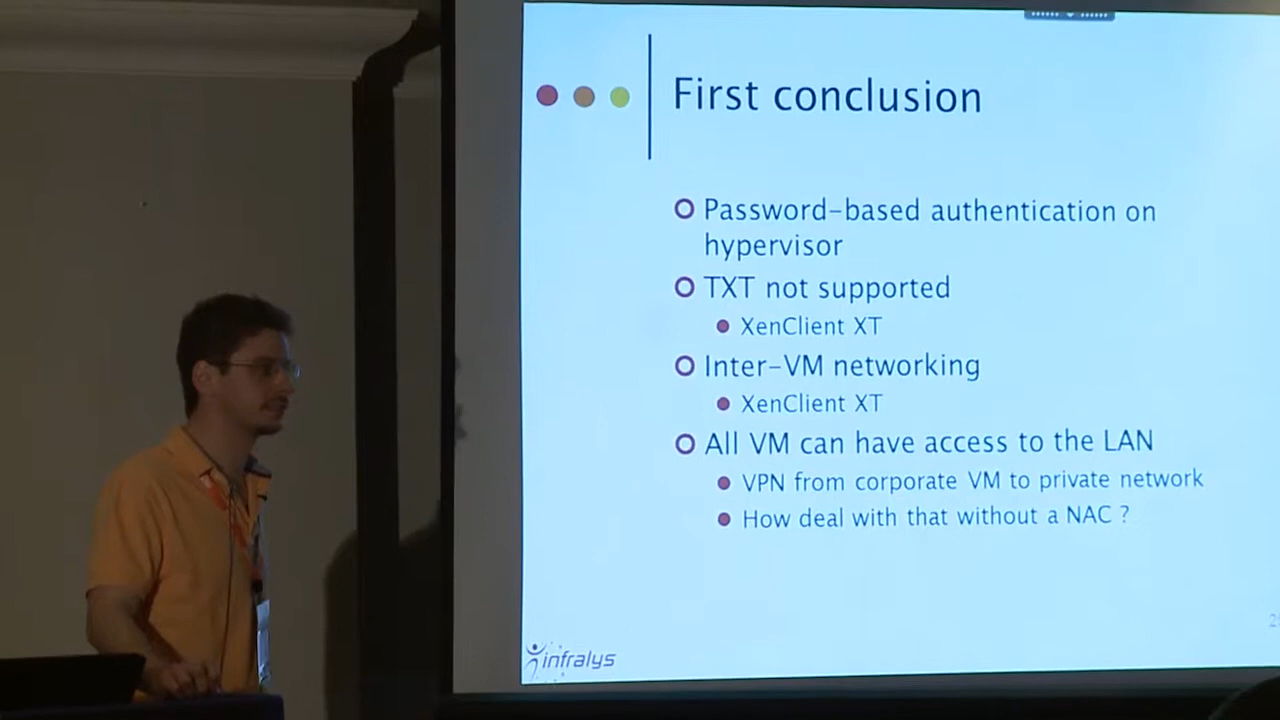 First conclusion
Password-based authentication on
hypervisor
TXT not supported
XenClient XT
Inter-VM networking
XenClient XT
All VM can have access to the LAN
VPN from corporate VM to private network
How deal with that without a NAC ?
infralys